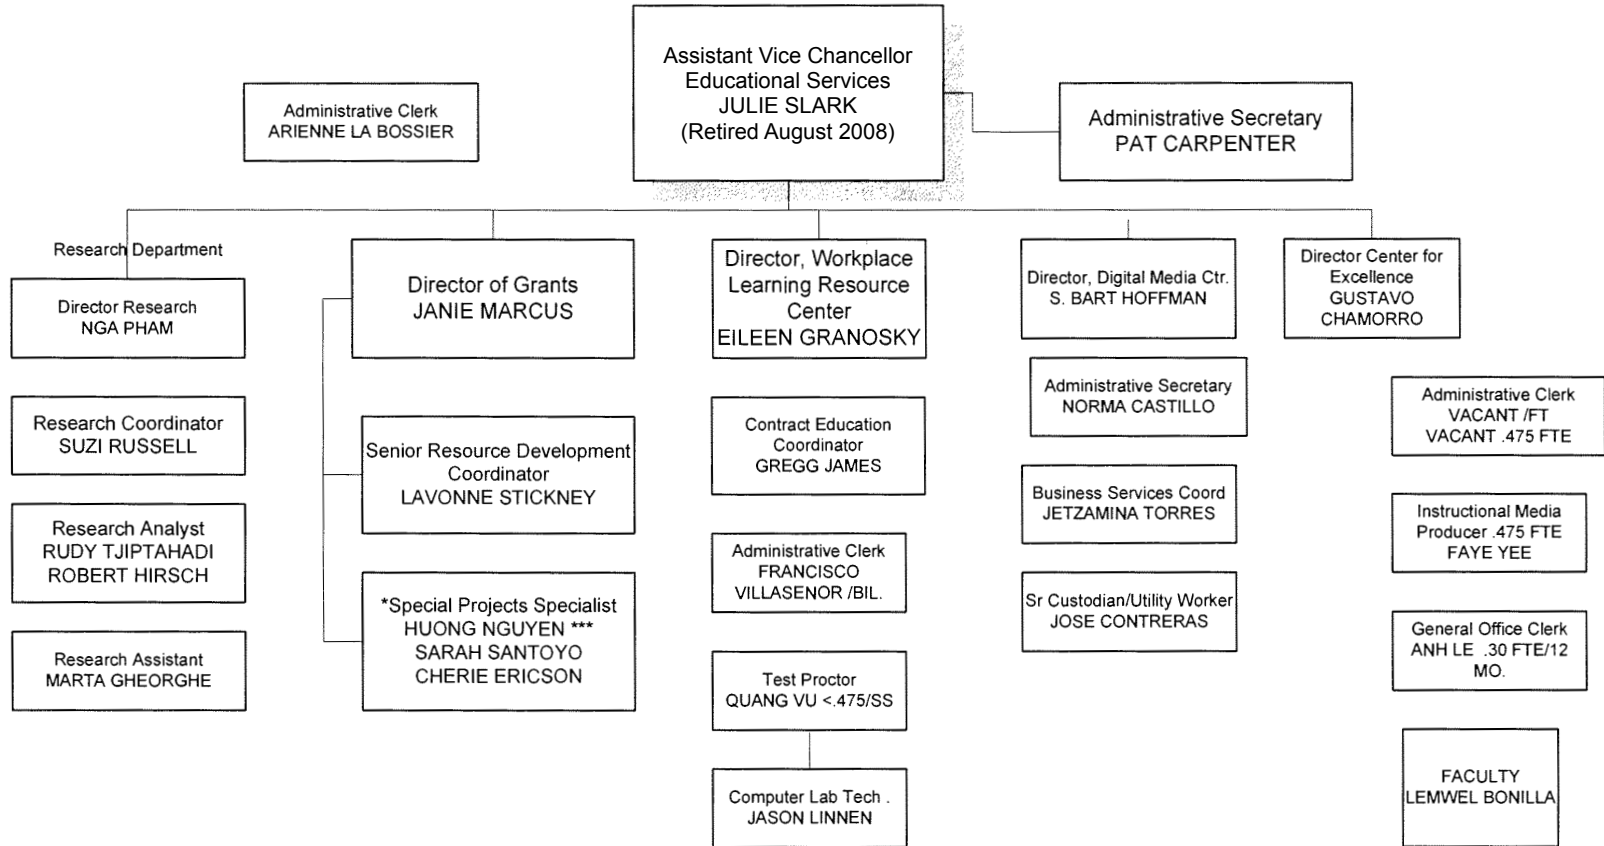 Assistant Vice Chancellor
Educational Services
JULIE SLARK
(Retired August 2008)
Administrative Clerk
ARIENNE LA BOSSIER
Administrative Secretary
PAT CARPENTER
Research Department
Director Research
NGA PHAM
Research Coordinator
SUZI RUSSELL
Research Analyst
RUDY TJIPTAHADI
ROBERT HIRSCH
Research Assistant
MARTA GHEORGHE
Director of Grants
JANIE MARCUS
Senior Resource Development
Coordinator
LAVONNE STICKNEY
*Special Projects Specialist
HUONG NGUYEN ***
SARAH SANTOYO
CHERIE ERICSON
Director, Workplace
Learning Resource
Center
EILEEN GRANOSKY
Contract Education
Coordinator
GREGG JAMES
Administrative Clerk
FRANCISCO
VILLASENOR /BIL.
Test Proctor
QUANG VU <.475/SS
Computer Lab Tech .
JASON LINNEN
Director, Digital Media Ctr.
S. BART HOFFMAN
Administrative Secretary
NORMA CASTILLO
Business Services Coord
JETZAMINA TORRES
Sr Custodian/Utility Worker
JOSE CONTRERAS
Director Center for
Excellence
GUSTAVO
CHAMORRO
Administrative Clerk
VACANT /FT
VACANT .475 FTE
Instructional Media
Producer .475 FTE
FAYE YEE
General Office Clerk
ANH LE .30 FTE/12
MO.
FACULTY
LEMWEL BONILLA